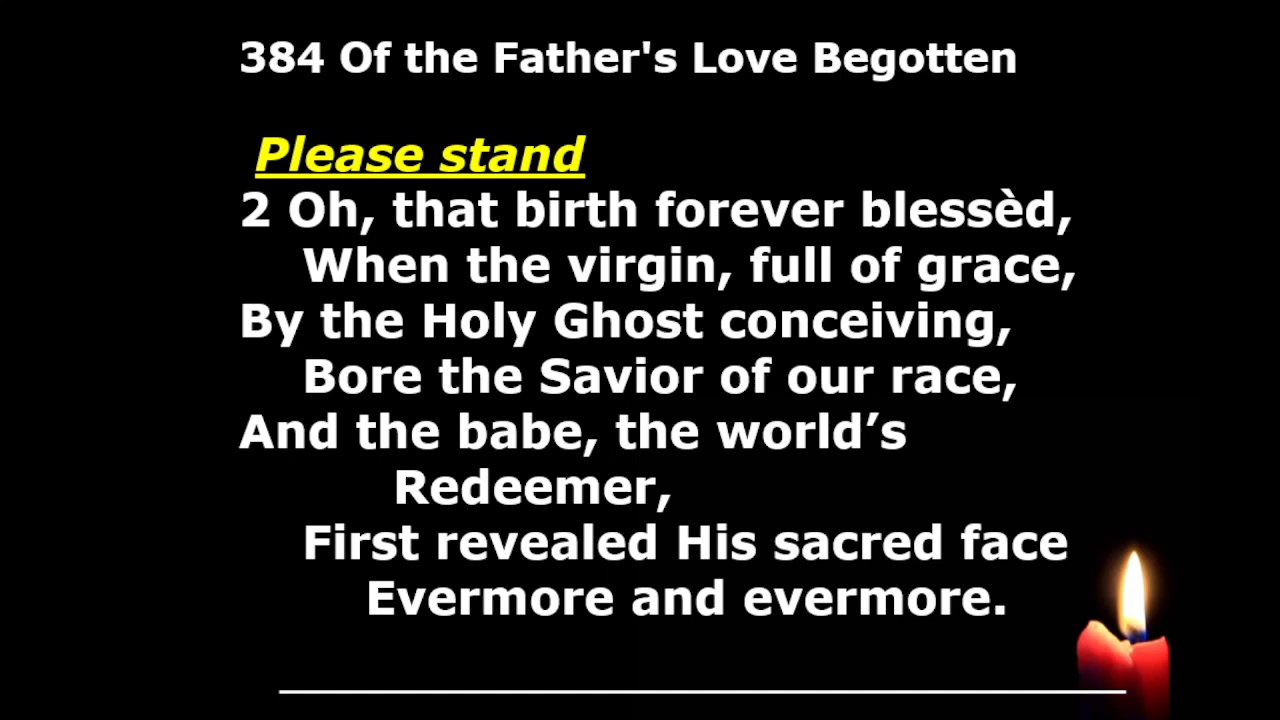 384 Of the Father's Love Begotten
Please stand
2 Oh, that birth forever blessèd,
When the virgin, full of grace,
By the Holy Ghost conceiving,
Bore the Savior of our race,
And the babe, the world’s
Redeemer,
First revealed His sacred face
Evermore and evermore.